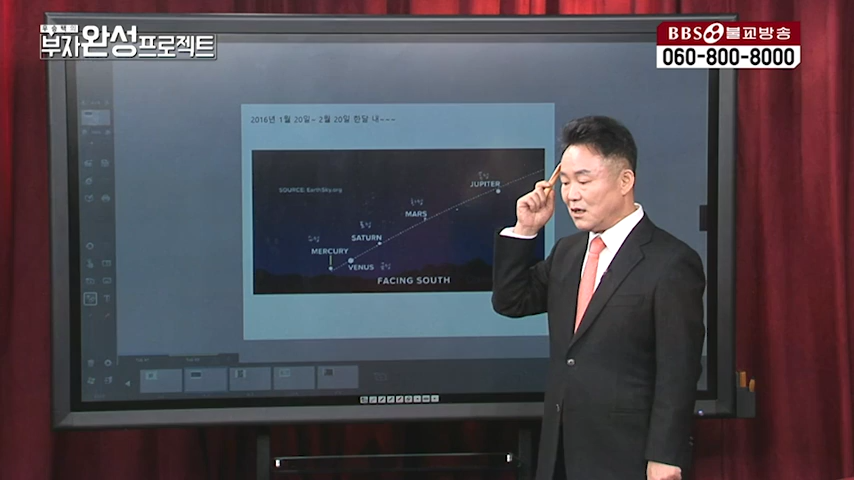 부자완성프로젝트
BBS 불교방송
060-800-8000
2016년 1월 20일~ 2월 20일 한달 내~~~
SOURCE: EarthSky.org
JUPITER
MARS
SATURN
MERCURY
VENUS
FACING SOUTH